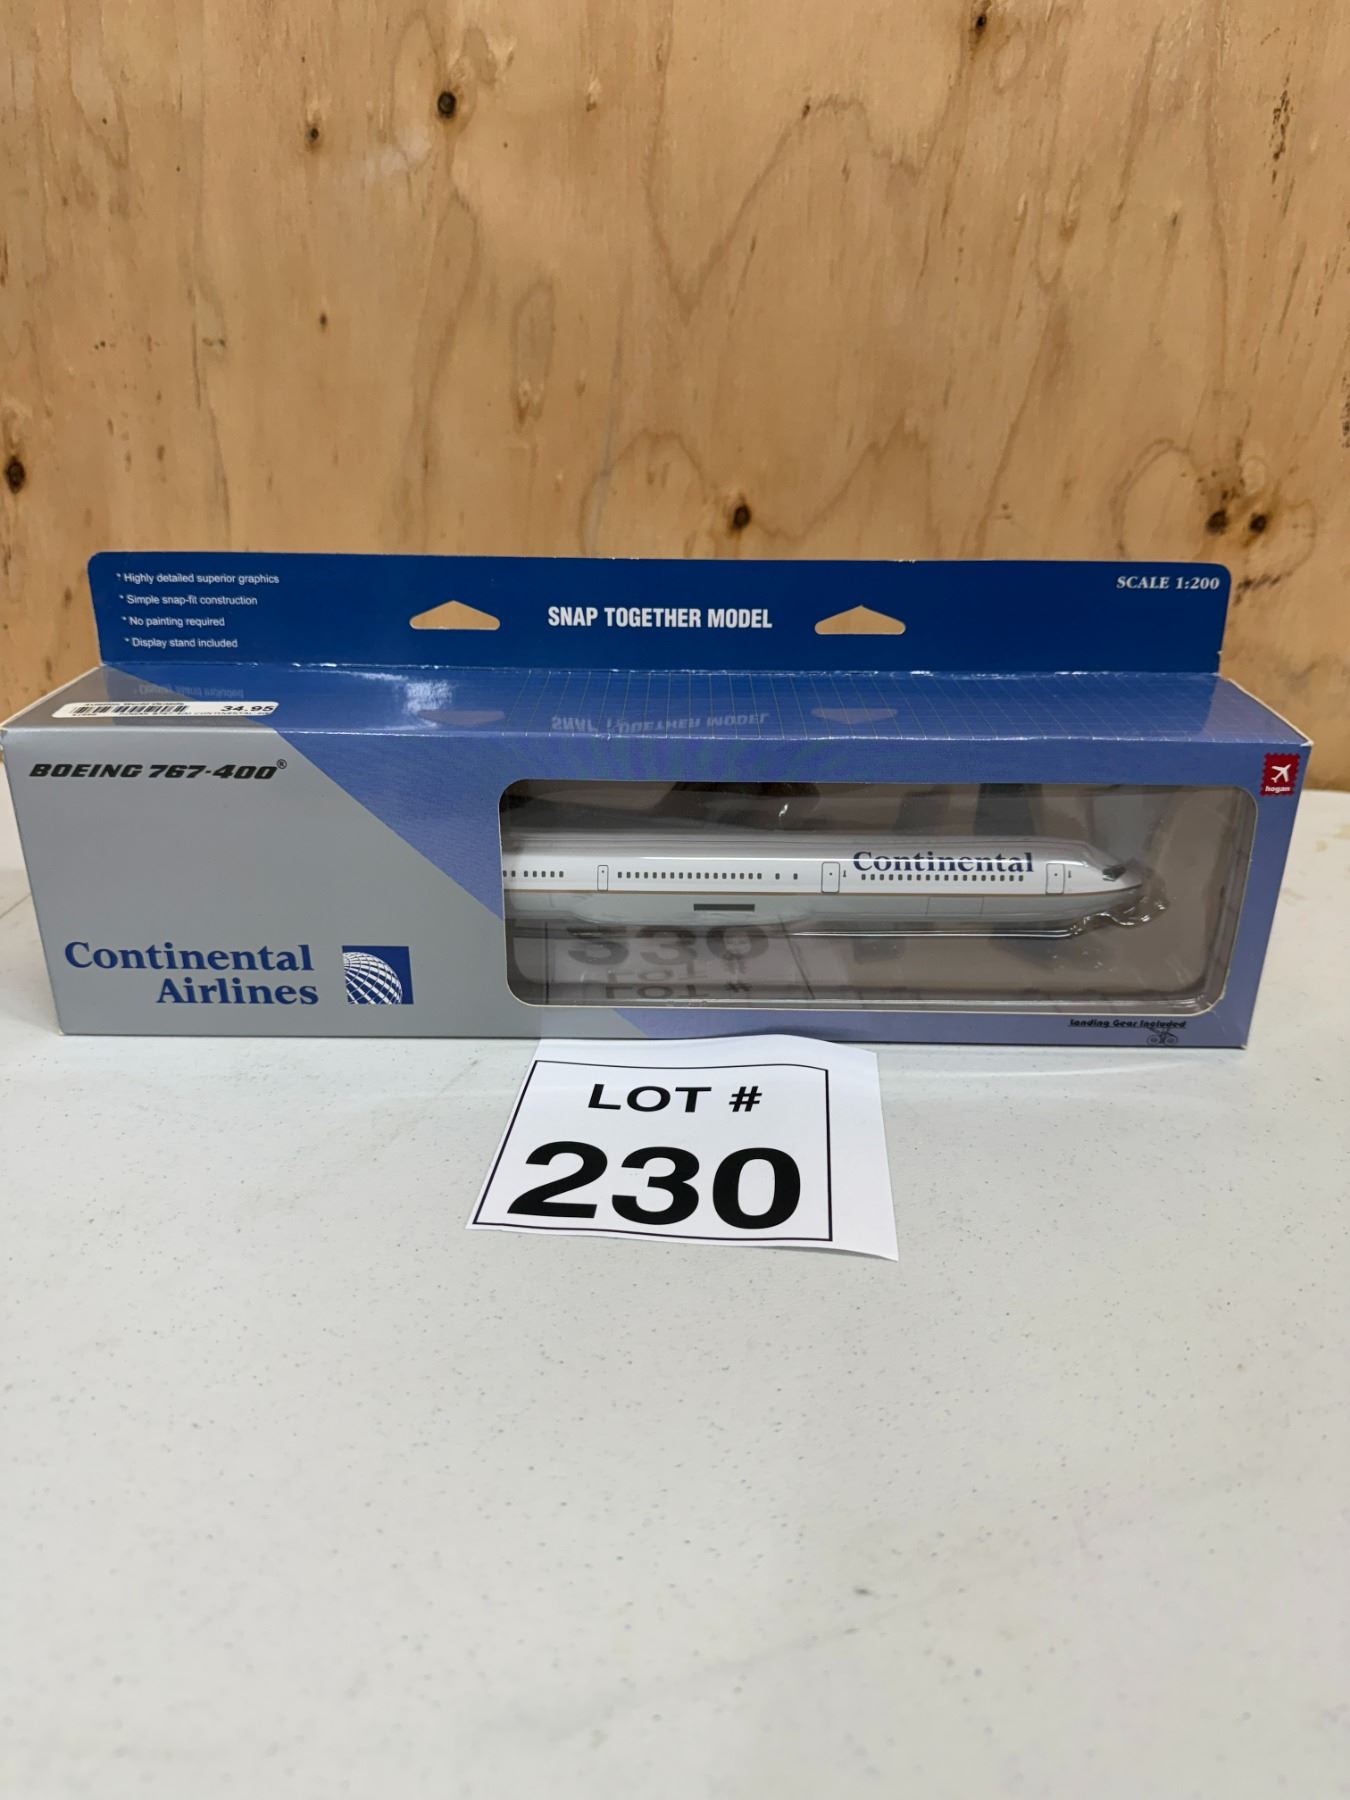 * Highly detailed superior graphics
* Simple snap-fit construction
* No painting required
* Display stand included
SNAP TOGETHER MODEL
SCALE 1:200
34.95
BOEING 767-400®
hogan
Continental
Continental
Airlines
Landing Gear Included
LOT #
230